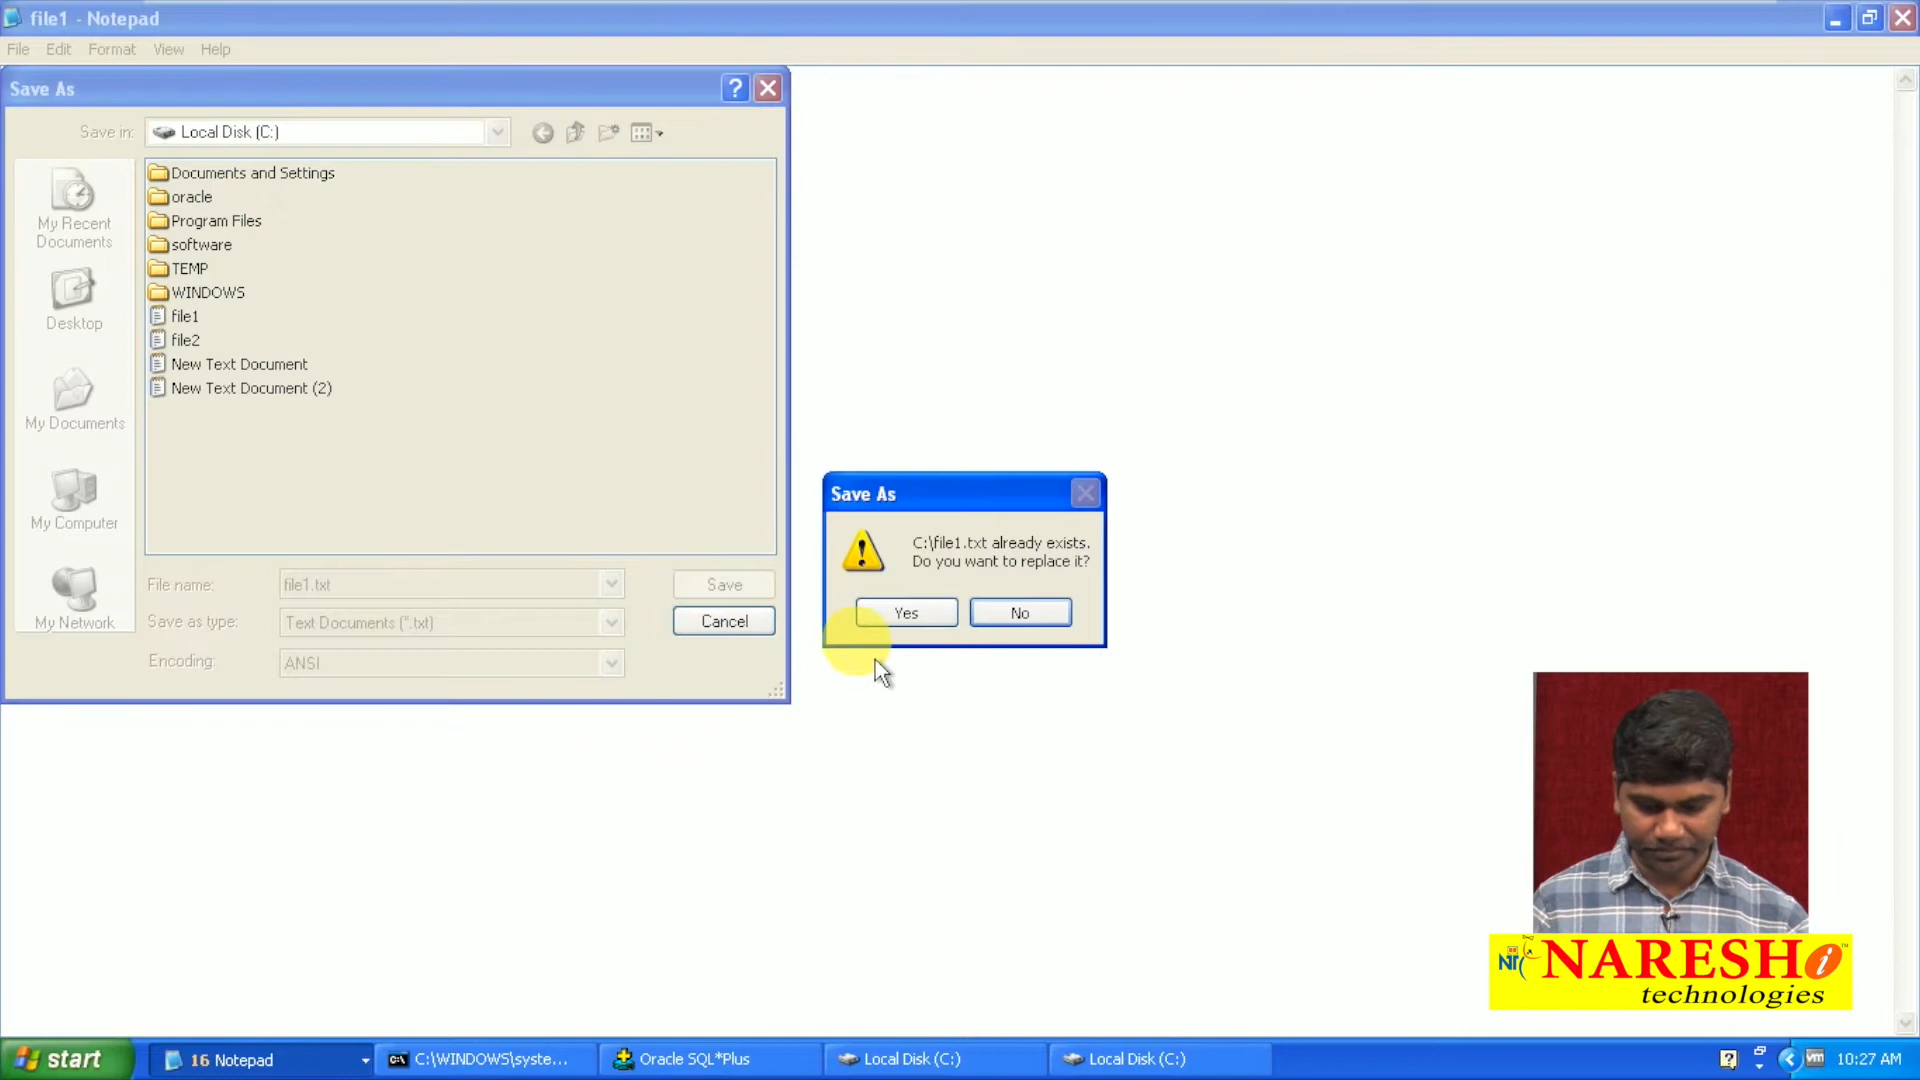 file1 - Notepad
File Edit Format View Help
Save As
Save in: Local Disk (C:)
My Recent Documents
Desktop
My Documents
My Computer
My Network
Documents and Settings
oracle
Program Files
software
TEMP
WINDOWS
file1
file2
New Text Document
New Text Document (2)
File name: file1.txt Save
Save as type: Text Documents (*.txt) Cancel
Encoding: ANSI
Save As
C:\file1.txt already exists.
Do you want to replace it?
Yes No
NARESH i
technologies
start 16 Notepad C:\WINDOWS\syste... Oracle SQL*Plus Local Disk (C:) Local Disk (C:) 10:27 AM